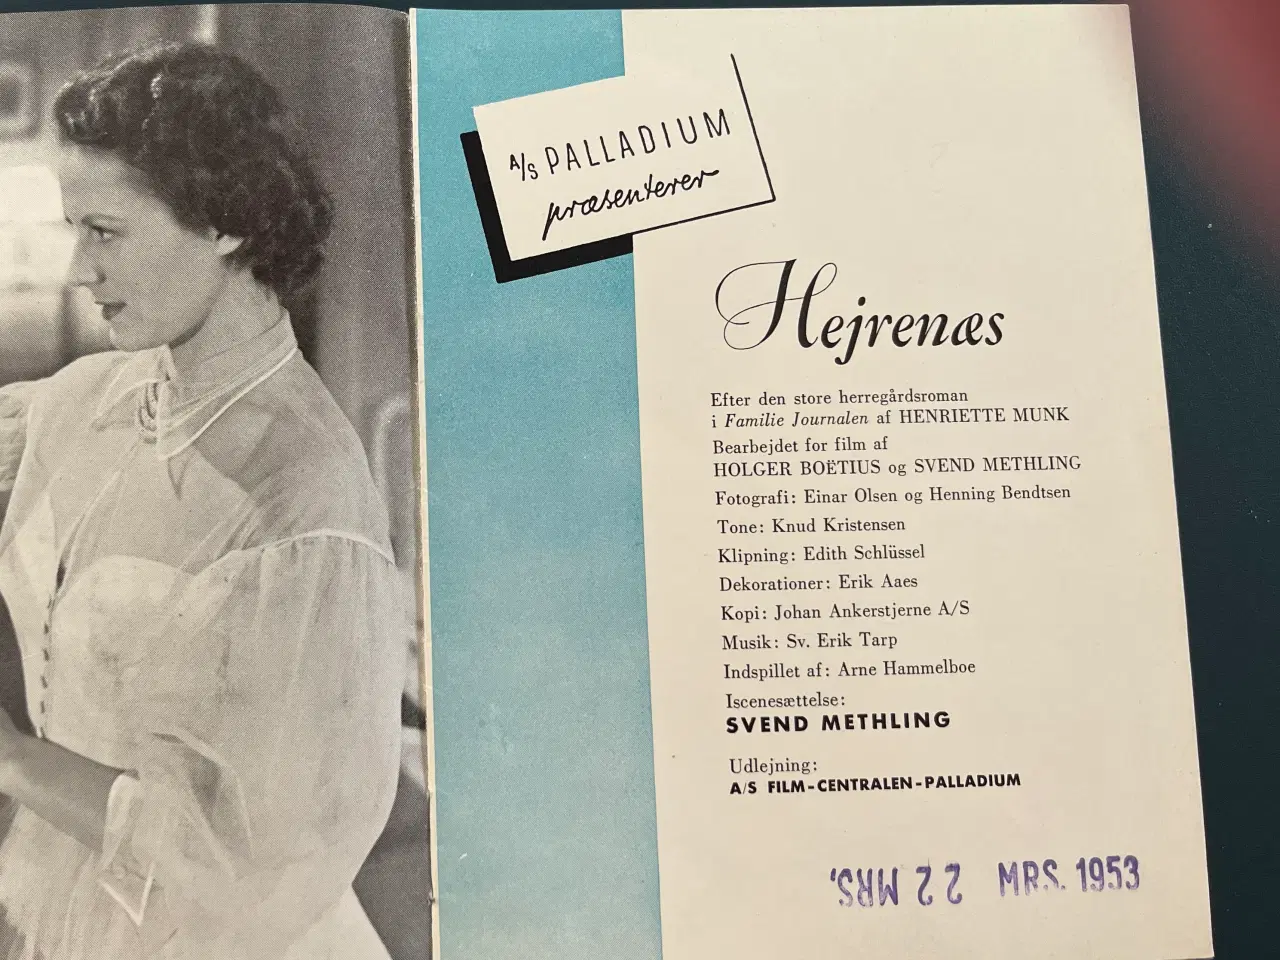 A/S PALLADIUM
præsenterer
Hejrenæs
Efter den store herregårdsroman
i Familie Journalen af HENRIETTE MUNK
Bearbejdet for film af
HOLGER BOËTIUS og SVEND METHLING
Fotografi: Einar Olsen og Henning Bendtsen
Tone: Knud Kristensen
Klipning: Edith Schlüssel
Dekorationer: Erik Aaes
Kopi: Johan Ankerstjerne A/S
Musik: Sv. Erik Tarp
Indspillet af: Arne Hammelboe
Iscenesættelse:
SVEND METHLING
Udlejning:
A/S FILM-CENTRALEN-PALLADIUM
MRS. 22 MRS. 1953